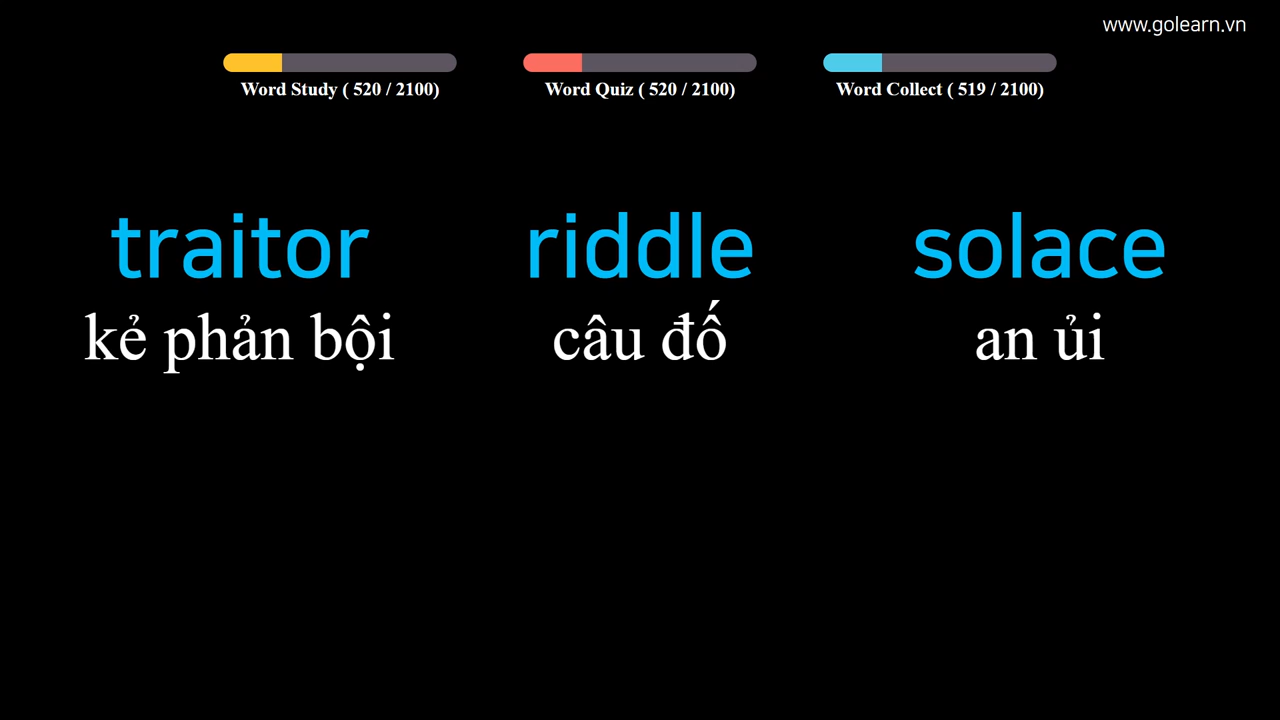 www.golearn.vn
Word Study ( 520 / 2100)
Word Quiz ( 520 / 2100)
Word Collect ( 519 / 2100)
traitor
kẻ phản bội
riddle
câu đố
solace
an ủi